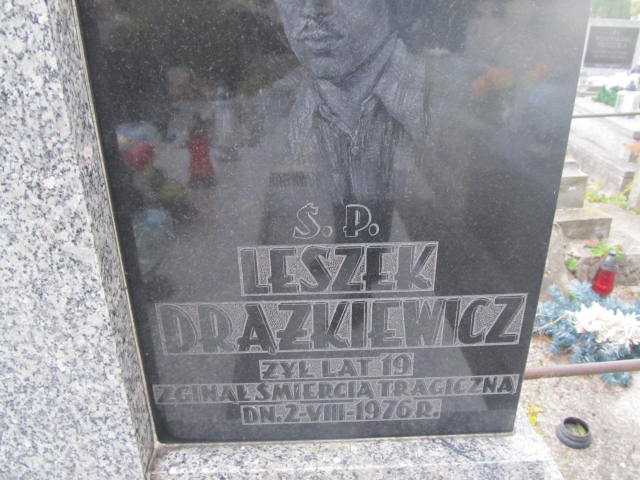 Ś. P.
LESZEK
DRĄŻKIEWICZ
ŻYŁ LAT 19
ZGINĄŁ ŚMIERCIĄ TRAGICZNĄ
DN. 2-VIII-1976 R.